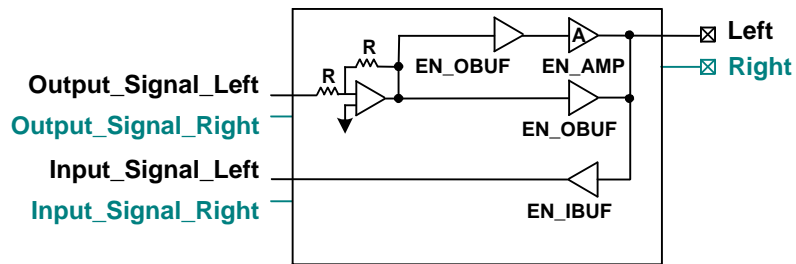 R
R
A
EN_OBUF
EN_AMP
Left
Right
Output_Signal_Left
Output_Signal_Right
EN_OBUF
Input_Signal_Left
Input_Signal_Right
EN_IBUF